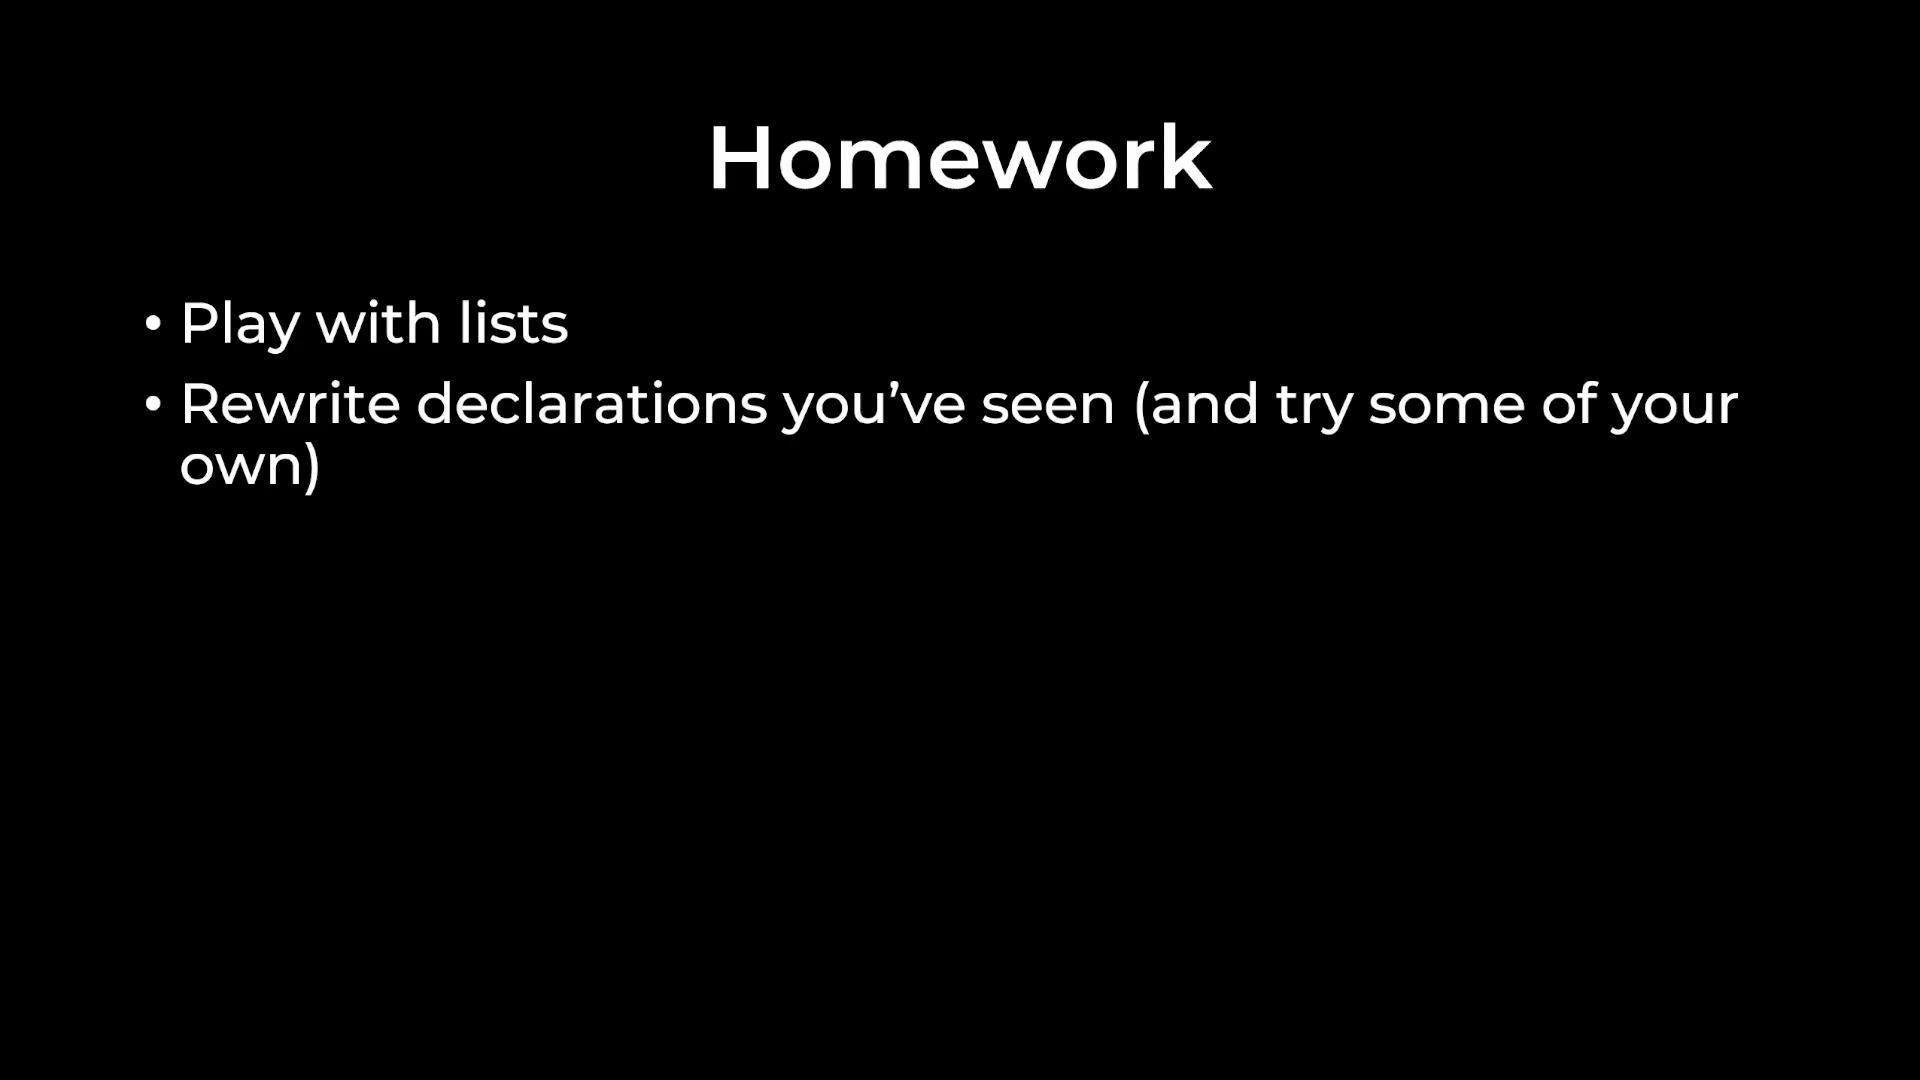 Homework
• Play with lists
• Rewrite declarations you’ve seen (and try some of your
own)